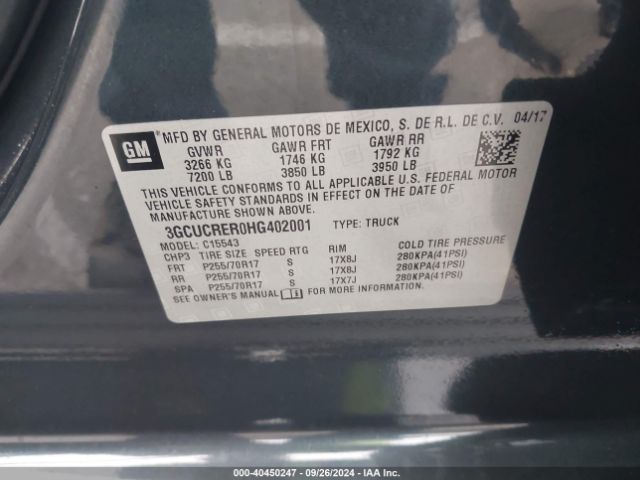 GM
MFD BY GENERAL MOTORS DE MEXICO, S. DE R.L. DE C.V. 04/17
GVWR GAWR FRT GAWR RR
3266 KG 1746 KG 1792 KG
7200 LB 3850 LB 3950 LB
THIS VEHICLE CONFORMS TO ALL APPLICABLE U.S. FEDERAL MOTOR
VEHICLE SAFETY STANDARDS IN EFFECT ON THE DATE OF
MANUFACTURE SHOWN ABOVE.
3GCUCRER0HG402001 TYPE: TRUCK
MODEL: C15543
CHP3 TIRE SIZE SPEED RTG RIM COLD TIRE PRESSURE
FRT P255/70R17 S 17X8J 280KPA(41PSI)
RR P255/70R17 S 17X8J 280KPA(41PSI)
SPA P255/70R17 S 17X7J 280KPA(41PSI)
SEE OWNER'S MANUAL FOR MORE INFORMATION.
3-40450247 - 09/26/2024 - IAA Inc.